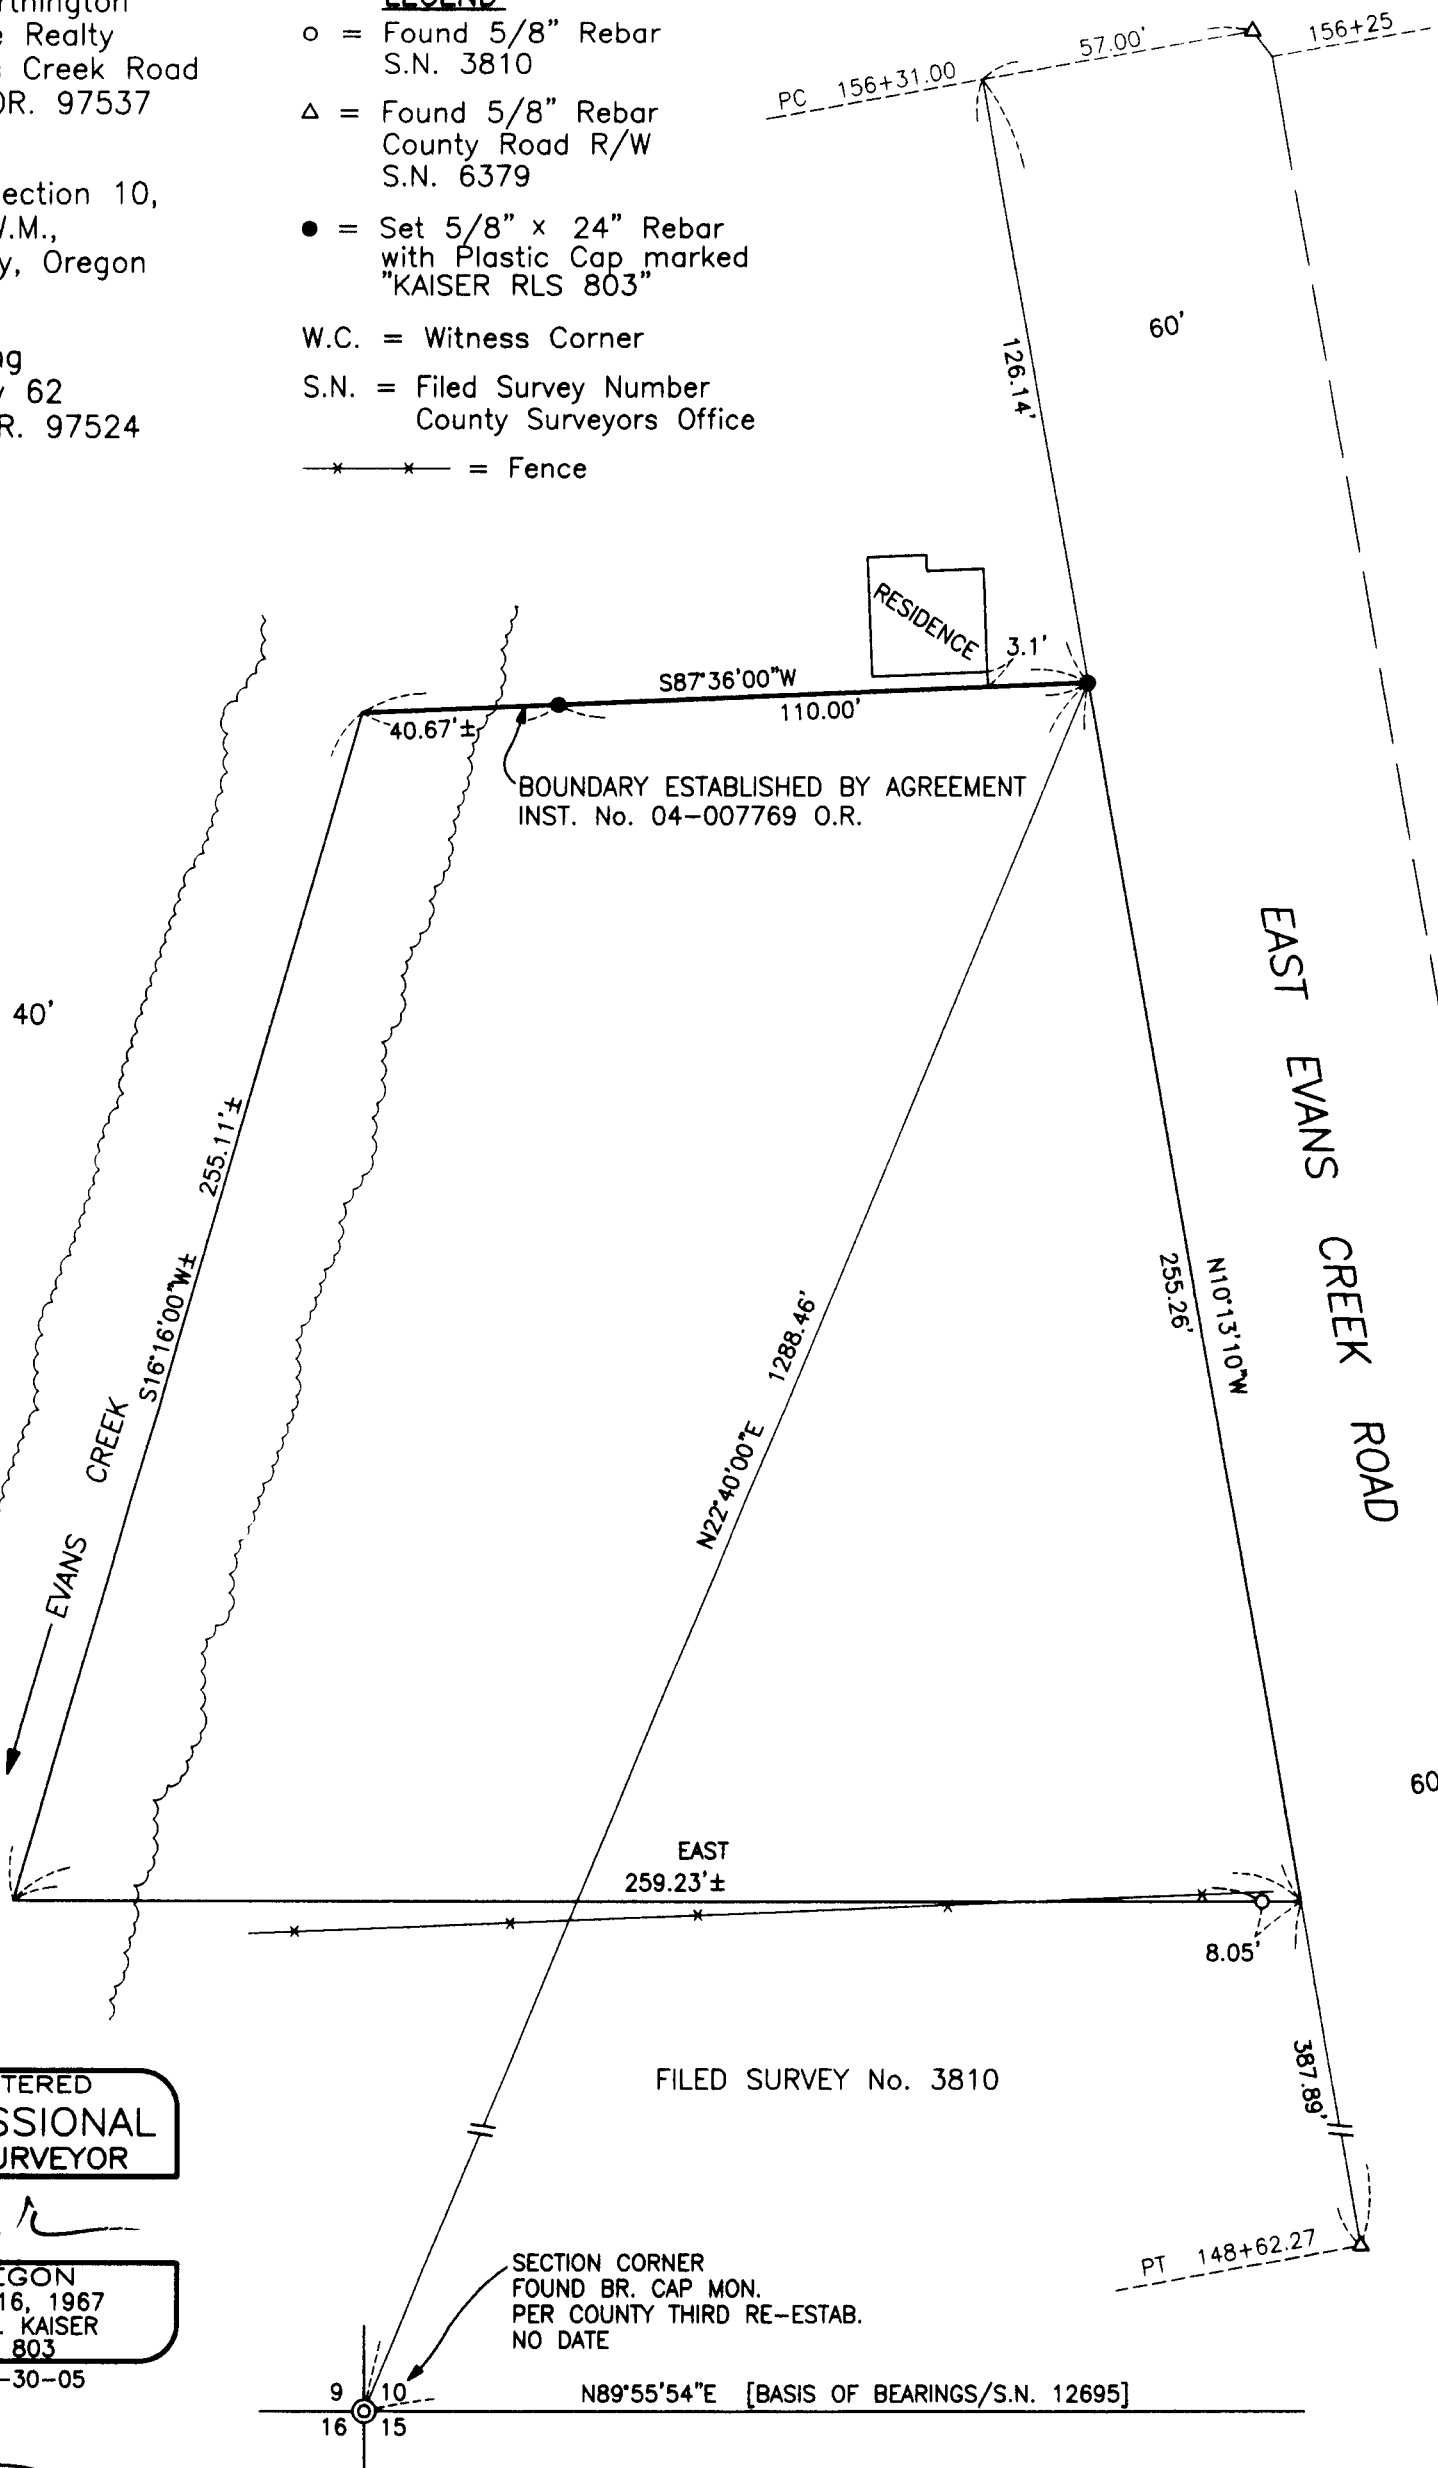 Realty
Creek Road
OR. 97537
Section 10,
W.M.,
Oregon
62
97524
LEGEND
o = Found 5/8" Rebar
S.N. 3810
△ = Found 5/8" Rebar
County Road R/W
S.N. 6379
● = Set 5/8" × 24" Rebar
with Plastic Cap marked
"KAISER RLS 803"
W.C. = Witness Corner
S.N. = Filed Survey Number
County Surveyors Office
= Fence
PC 156+31.00
57.00'
156+25
60'
126.14'
RESIDENCE
3.1'
S87°36'00"W
110.00'
40.67'±
BOUNDARY ESTABLISHED BY AGREEMENT
INST. No. 04-007769 O.R.
40'
255.11'±
S16°16'00"W±
EVANS CREEK
1288.46'
N22°40'00"E
255.26'
N10°13'10"W
EAST EVANS CREEK ROAD
60
EAST
259.23'±
8.05'
387.89'
FILED SURVEY No. 3810
PT 148+62.27
SECTION CORNER
FOUND BR. CAP MON.
PER COUNTY THIRD RE-ESTAB.
NO DATE
9 10
16 15
N89°55'54"E [BASIS OF BEARINGS/S.N. 12695]
TERED
SSIONAL
URVEYOR
EGON
16, 1967
KAISER
803
-30-05